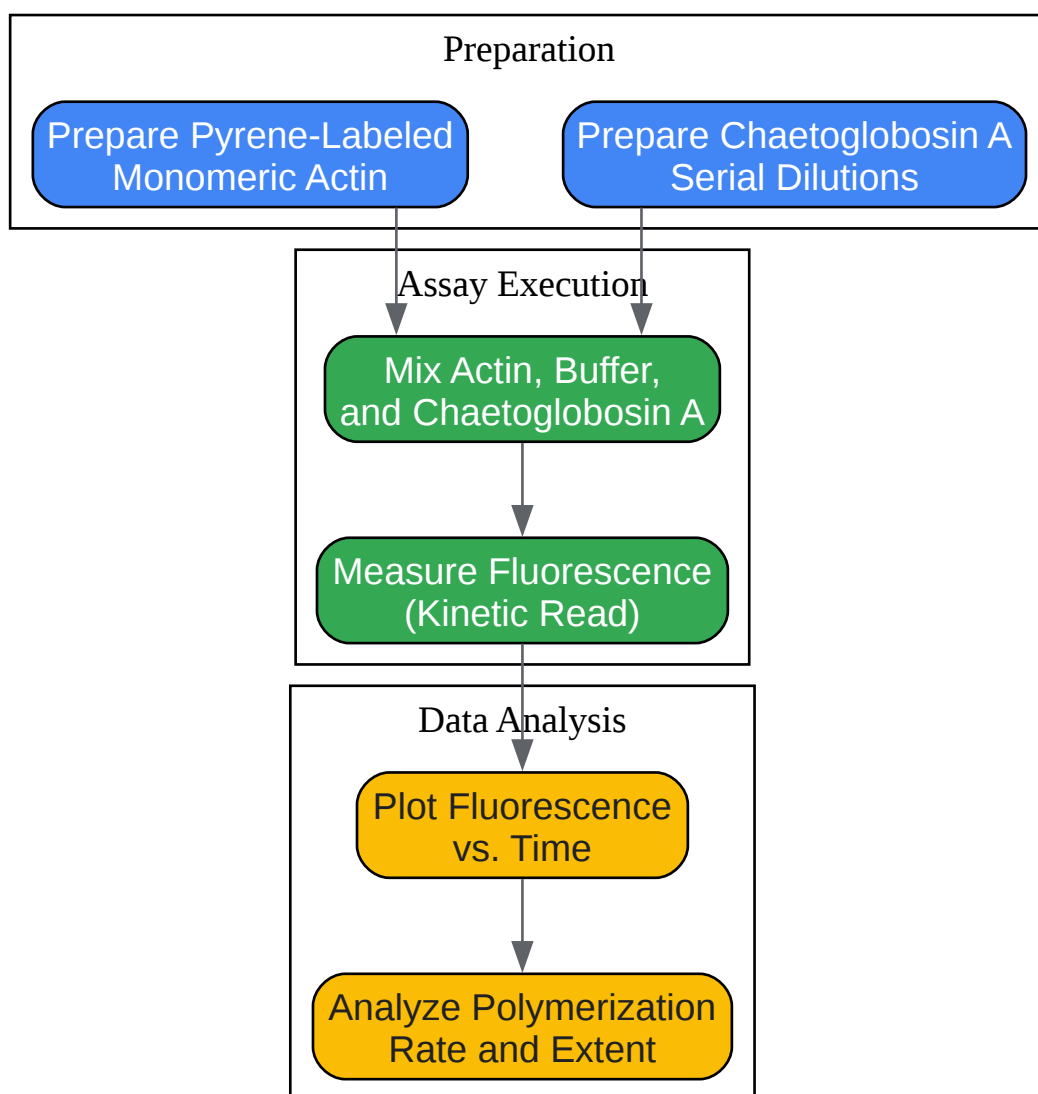 Preparation
Prepare Pyrene-Labeled
Monomeric Actin
Prepare Chaetoglobosin A
Serial Dilutions
Assay Execution
Mix Actin, Buffer,
and Chaetoglobosin A
Measure Fluorescence
(Kinetic Read)
Data Analysis
Plot Fluorescence
vs. Time
Analyze Polymerization
Rate and Extent